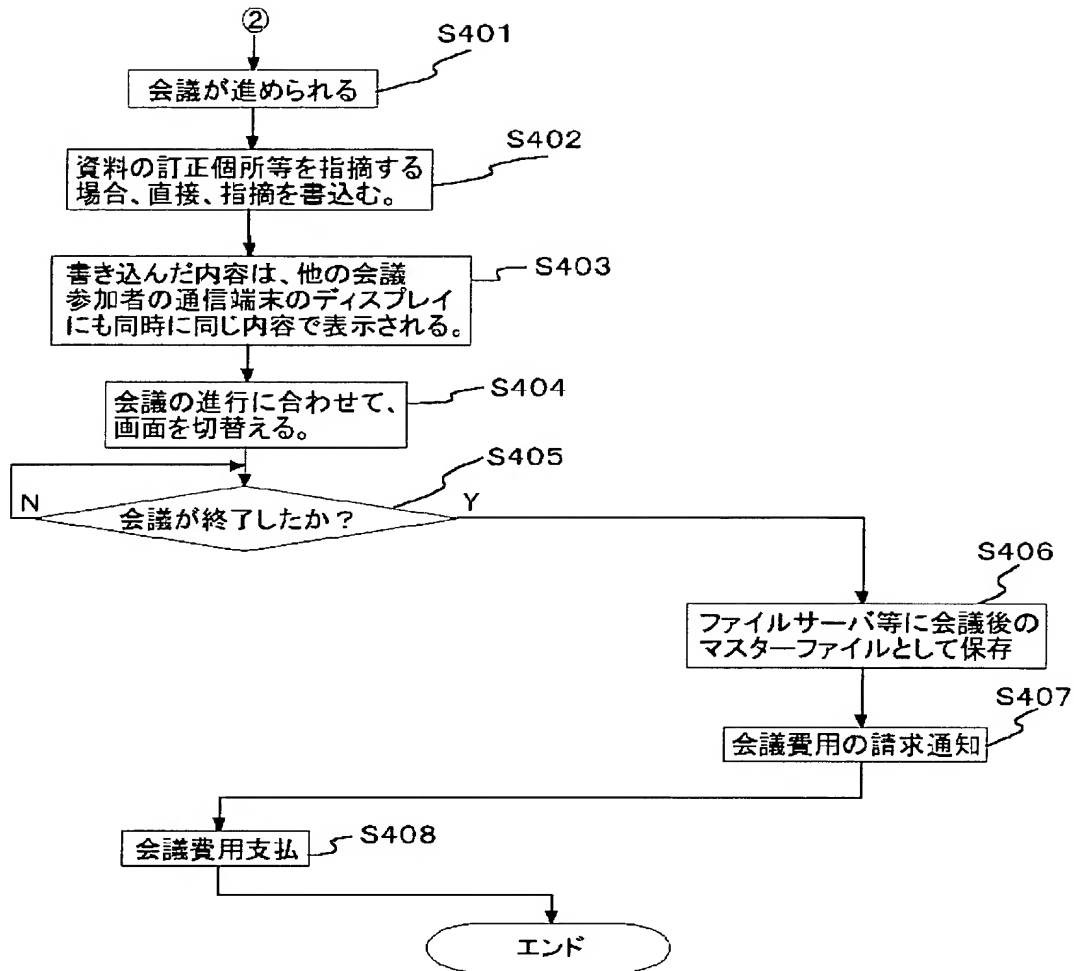 ②
S401
会議が進められる
S402
資料の訂正個所等を指摘する
場合、直接、指摘を書込む。
S403
書き込んだ内容は、他の会議
参加者の通信端末のディスプレイ
にも同時に同じ内容で表示される。
S404
会議の進行に合わせて、
画面を切替える。
S405
N
会議が終了したか?
Y
S406
ファイルサーバ等に会議後の
マスターファイルとして保存
S407
会議費用の請求通知
会議費用支払
S408
エンド